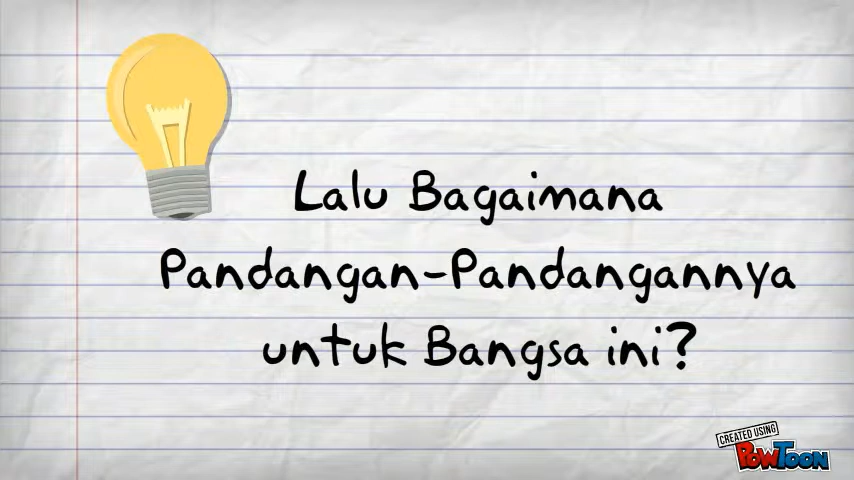 Lalu Bagaimana
Pandangan-Pandangannya
untuk Bangsa ini?
CREATED USING
POWTOON